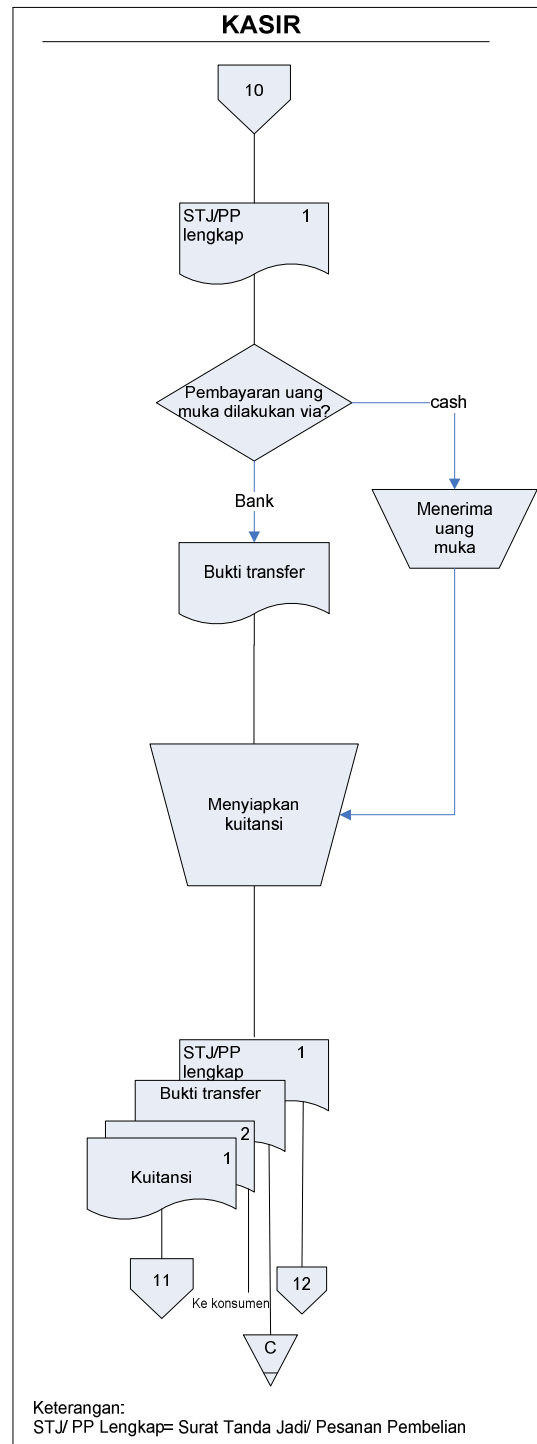 KASIR
10
STJ/PP 1
lengkap
Pembayaran uang
muka dilakukan via?
cash
Bank
Menerima
uang
muka
Bukti transfer
Menyiapkan
kuitansi
STJ/PP 1
lengkap
Bukti transfer
2
1
Kuitansi
11
Ke konsumen
12
C
Keterangan:
STJ/ PP Lengkap= Surat Tanda Jadi/ Pesanan Pembelian